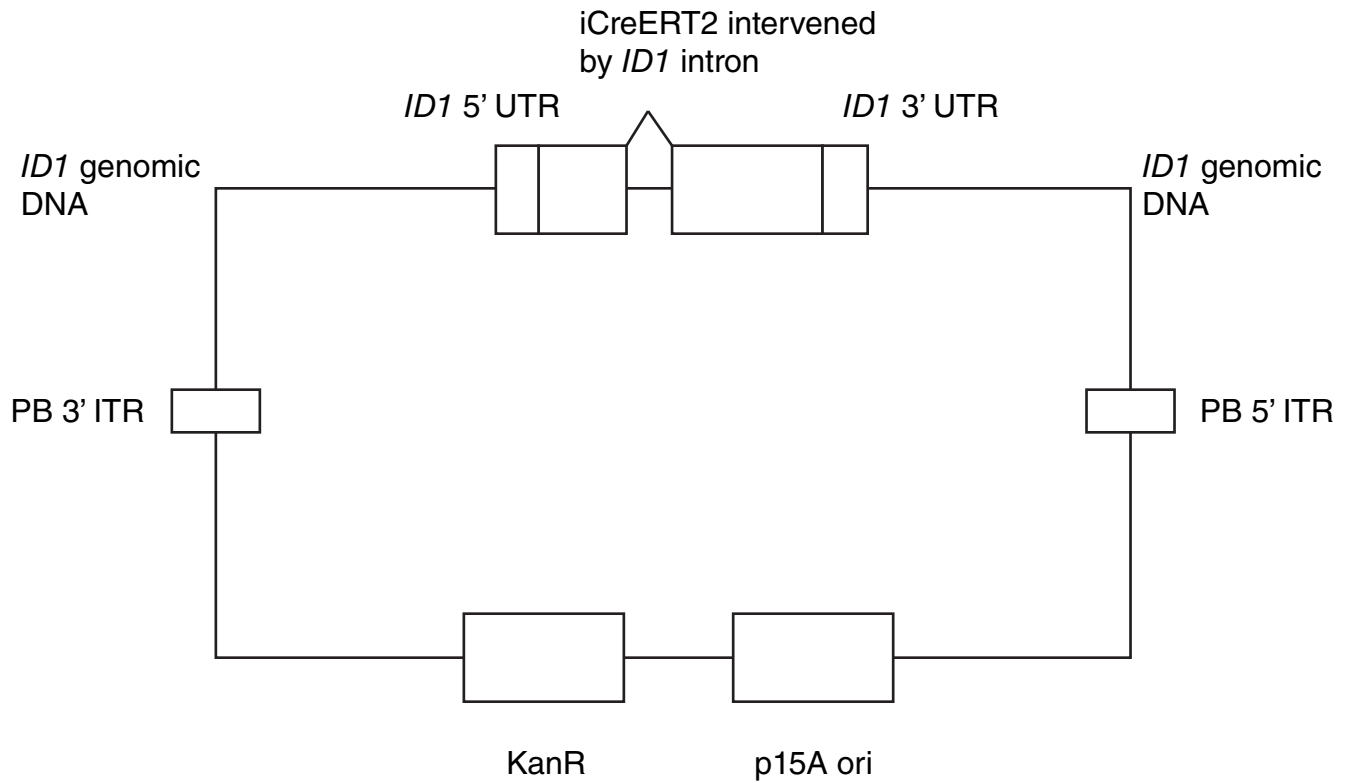 iCreERT2 intervened
by ID1 intron
ID1 5’ UTR
ID1 3’ UTR
ID1 genomic
DNA
ID1 genomic
DNA
PB 3’ ITR
PB 5’ ITR
KanR
p15A ori